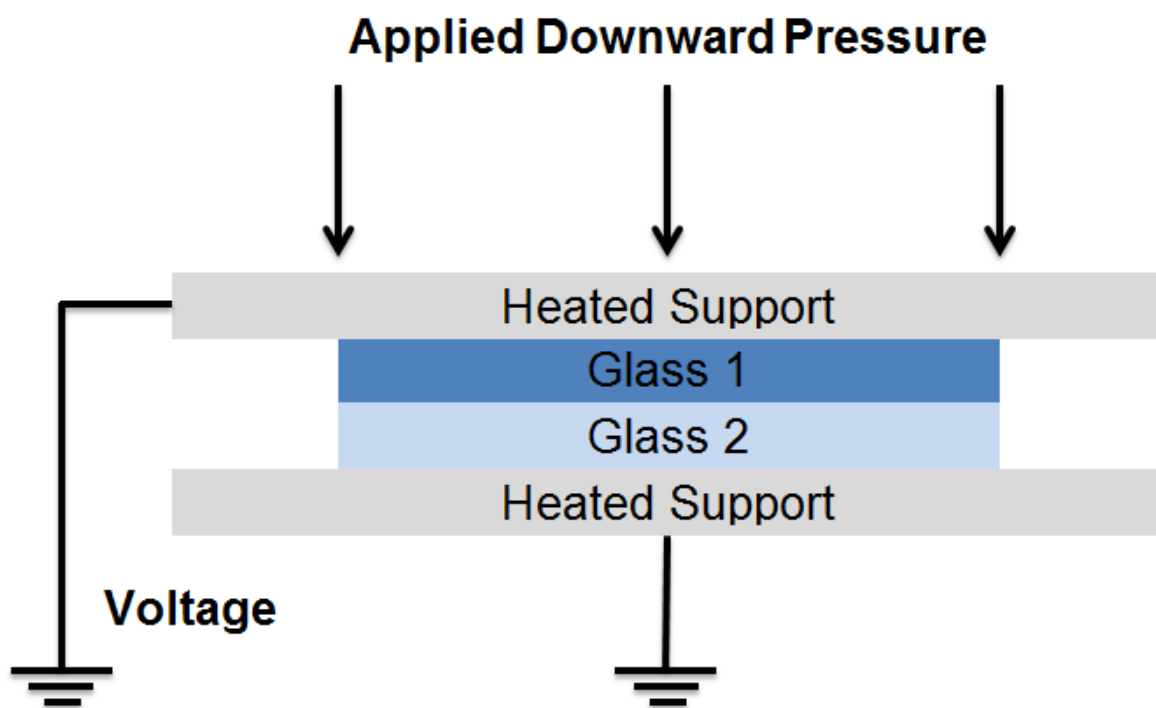 Applied Downward Pressure
Heated Support
Glass 1
Glass 2
Heated Support
Voltage